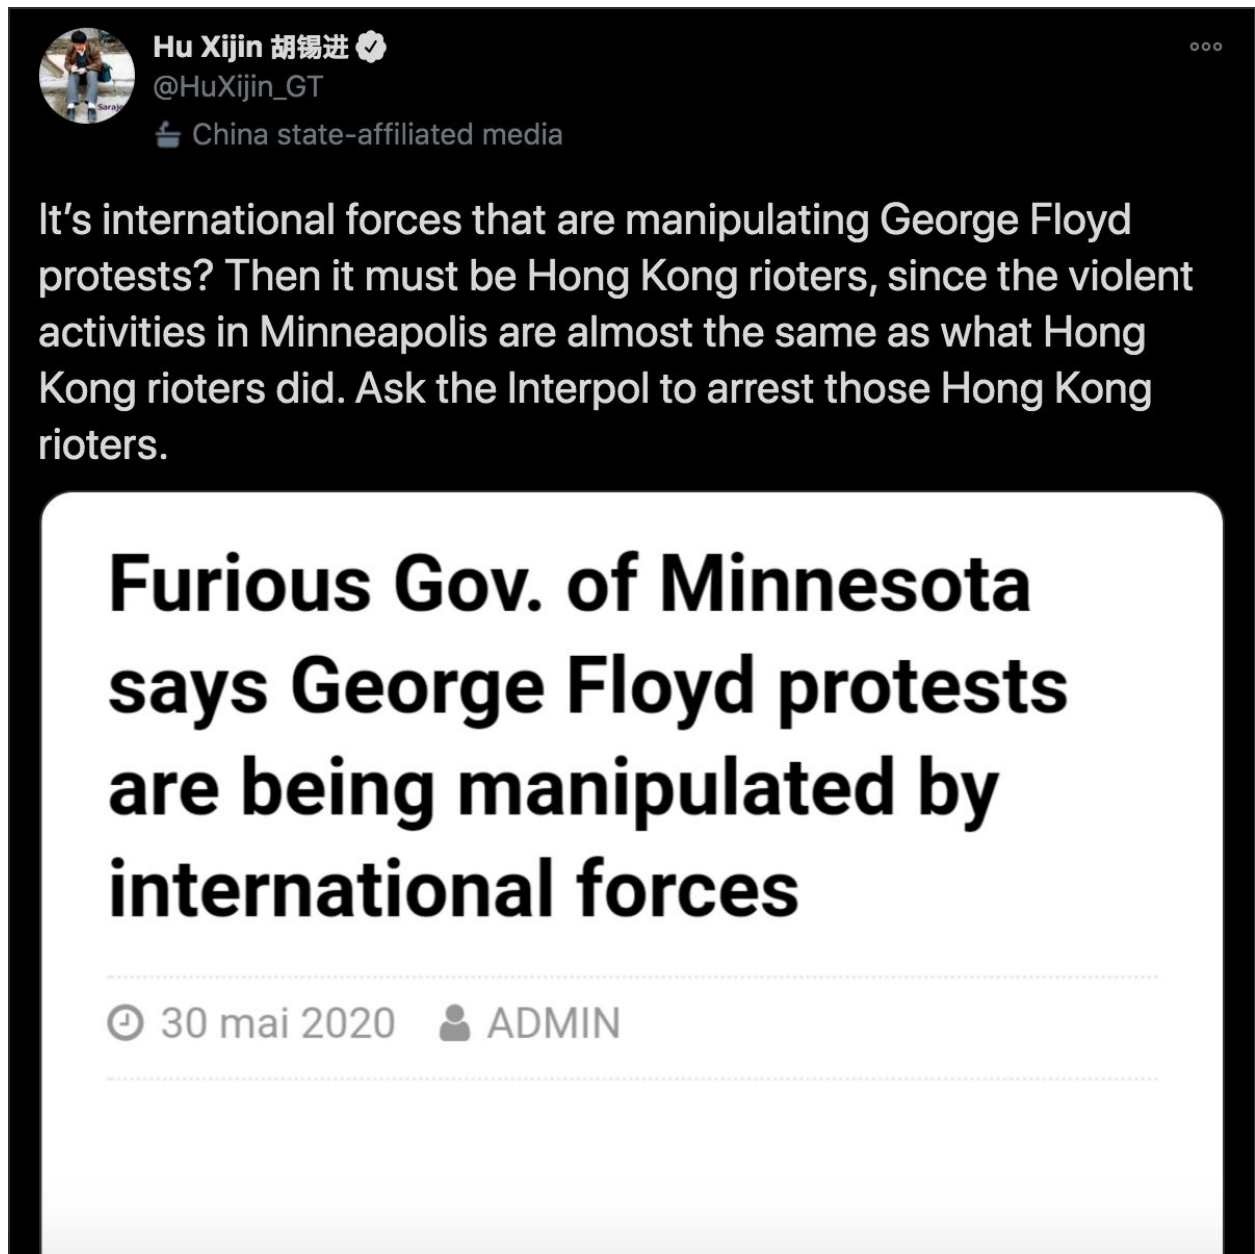 Hu Xijin 胡锡进
@HuXijin_GT
China state-affiliated media
It’s international forces that are manipulating George Floyd
protests? Then it must be Hong Kong rioters, since the violent
activities in Minneapolis are almost the same as what Hong
Kong rioters did. Ask the Interpol to arrest those Hong Kong
rioters.
Furious Gov. of Minnesota
says George Floyd protests
are being manipulated by
international forces
30 mai 2020 ADMIN